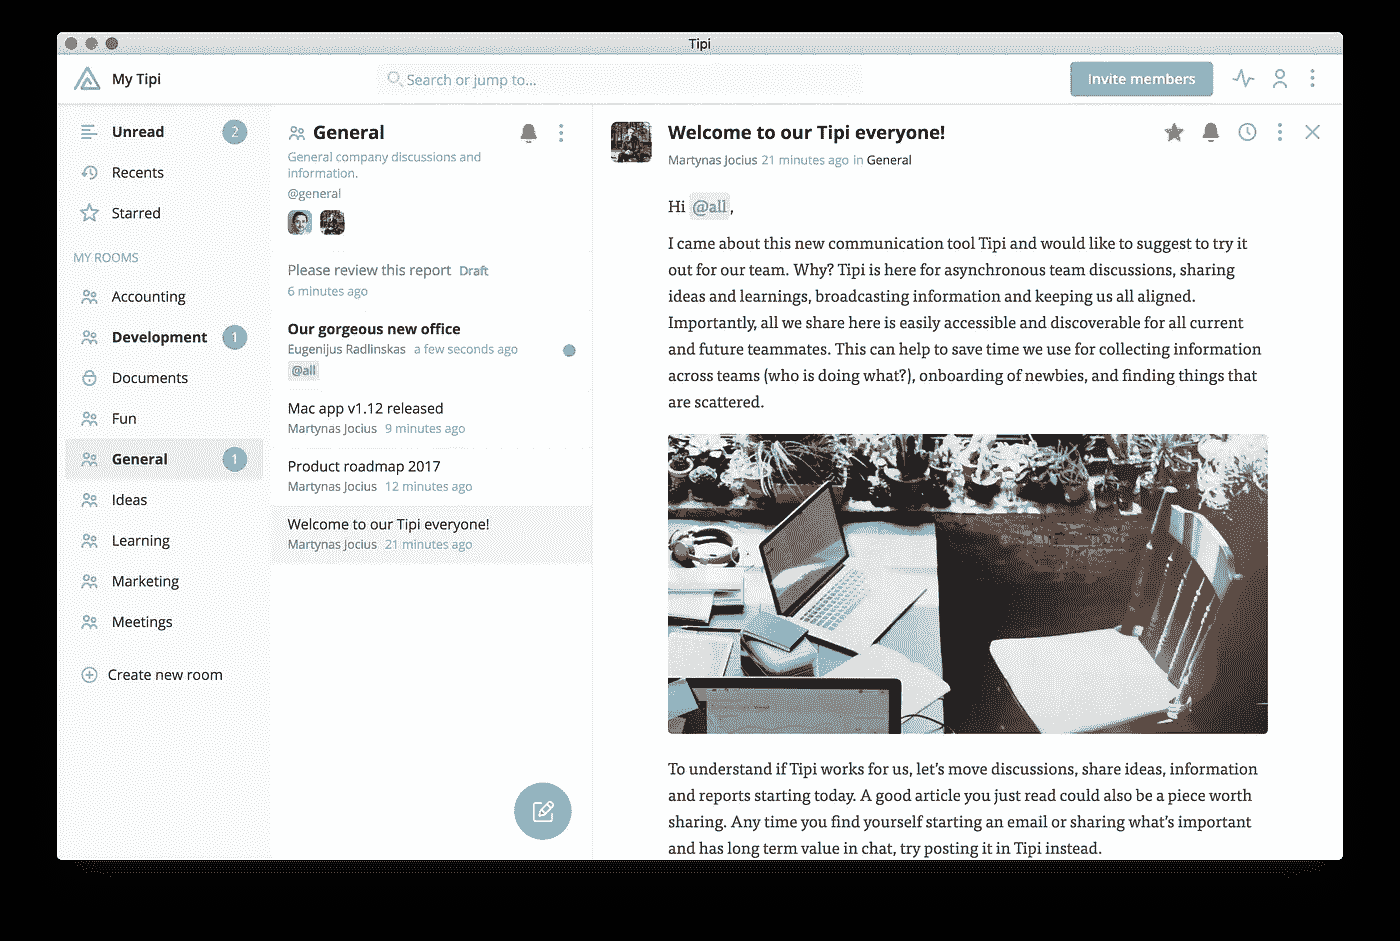 Tipi
My Tipi
Search or jump to...
Invite members
Unread 2
Recents
Starred
MY ROOMS
Accounting
Development 1
Documents
Fun
General 1
Ideas
Learning
Marketing
Meetings
Create new room
General
General company discussions and
information.
@general
Please review this report Draft
6 minutes ago
Our gorgeous new office
Eugenijus Radlinskas a few seconds ago
@all
Mac app v1.12 released
Martynas Jocius 9 minutes ago
Product roadmap 2017
Martynas Jocius 12 minutes ago
Welcome to our Tipi everyone!
Martynas Jocius 21 minutes ago
Welcome to our Tipi everyone!
Martynas Jocius 21 minutes ago in General
Hi @all,
I came about this new communication tool Tipi and would like to suggest to try it
out for our team. Why? Tipi is here for asynchronous team discussions, sharing
ideas and learnings, broadcasting information and keeping us all aligned.
Importantly, all we share here is easily accessible and discoverable for all current
and future teammates. This can help to save time we use for collecting information
across teams (who is doing what?), onboarding of newbies, and finding things that
are scattered.
To understand if Tipi works for us, let's move discussions, share ideas, information
and reports starting today. A good article you just read could also be a piece worth
sharing. Any time you find yourself starting an email or sharing what's important
and has long term value in chat, try posting it in Tipi instead.